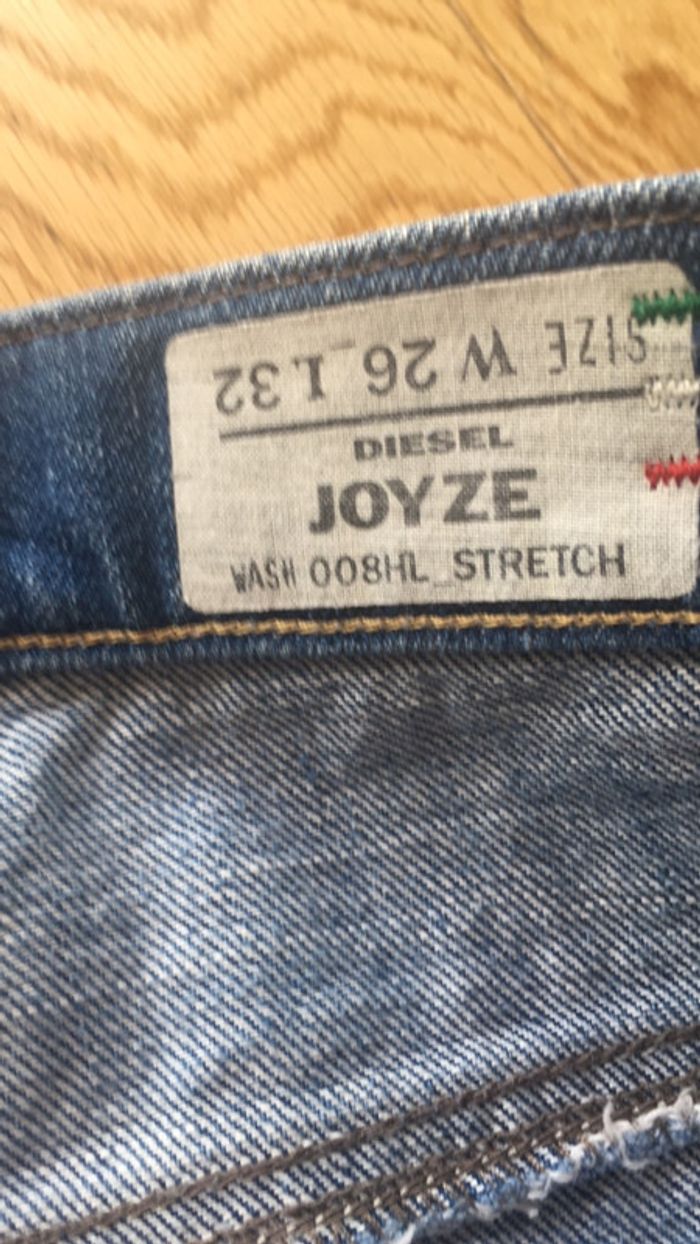 SIZE W 26 L 32
DIESEL
JOYZE
WASH 008HL_STRETCH